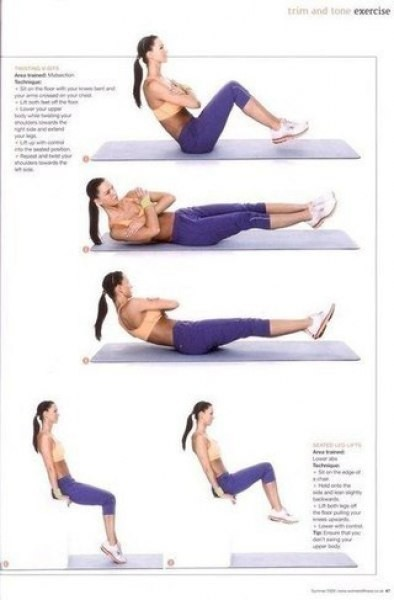 trim and tone exercise
TWISTING V-SITS
Area trained: Midsection
Technique:
• Sit on the floor with your knees bent and
your arms crossed on your chest.
• Lift both feet off the floor.
• Lower your upper
body while twisting your
shoulders towards the
right side and extend
your legs.
• Lift up with control
into the seated position.
• Repeat and twist your
shoulders towards the
left side.
SEATED LEG LIFTS
Area trained:
Lower abs
Technique:
• Sit on the edge of
a chair.
• Hold onto the
side and lean slightly
backwards.
• Lift both legs off
the floor pulling your
knees upwards.
• Lower with control.
Tip: Ensure that you
don't swing your
upper body.